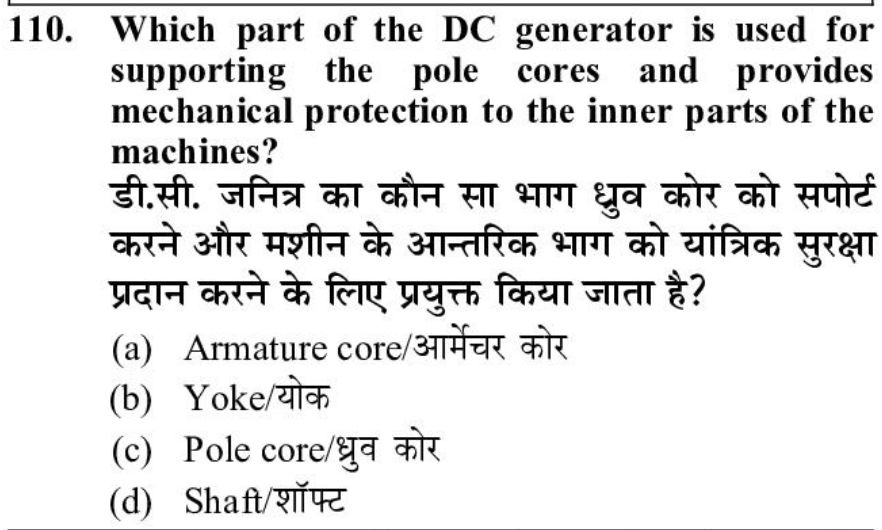 110. Which part of the DC generator is used for
supporting the pole cores and provides
mechanical protection to the inner parts of the
machines?
डी.सी. जनित्र का कौन सा भाग ध्रुव कोर को सपोर्ट
करने और मशीन के आन्तरिक भाग को यांत्रिक सुरक्षा
प्रदान करने के लिए प्रयुक्त किया जाता है?
(a) Armature core/आर्मेचर कोर
(b) Yoke/योक
(c) Pole core/ध्रुव कोर
(d) Shaft/शॉफ्ट